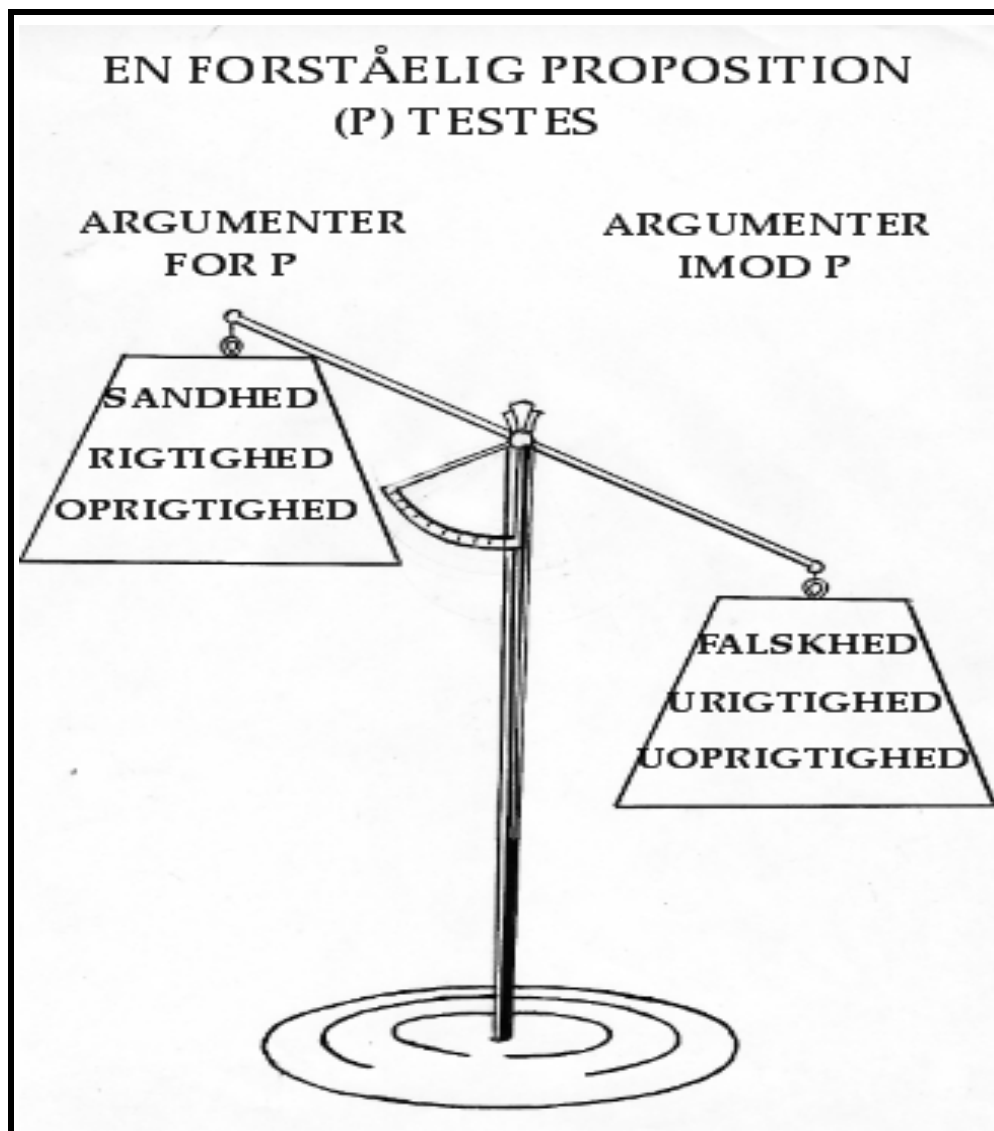 EN FORSTÅELIG PROPOSITION
(P) TESTES
ARGUMENTER
FOR P
ARGUMENTER
IMOD P
SANDHED
RIGTIGHED
OPRIGTIGHED
FALSKHED
URIGTIGHED
UOPRIGTIGHED